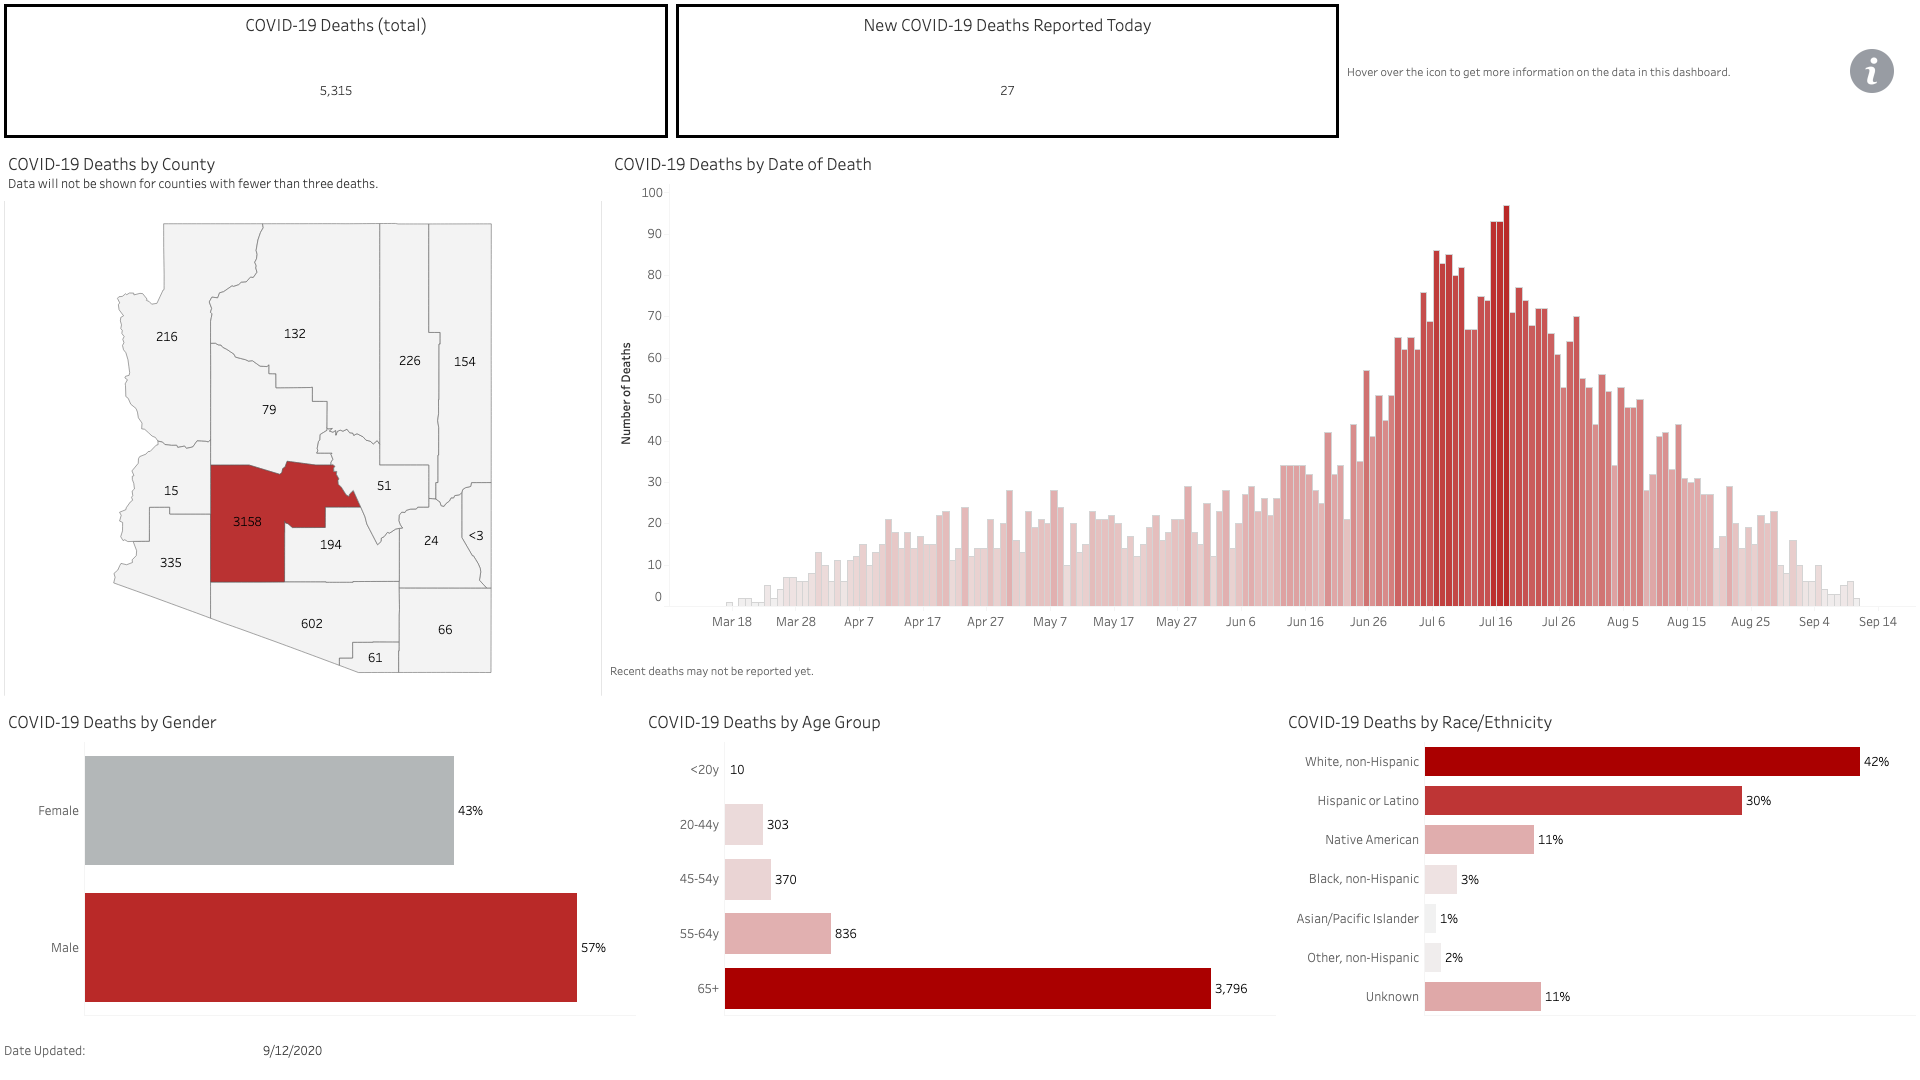 COVID-19 Deaths (total)
5,315
New COVID-19 Deaths Reported Today
27
Hover over the icon to get more information on the data in this dashboard.
i
COVID-19 Deaths by County
Data will not be shown for counties with fewer than three deaths.
216
132
226
154
79
15
51
3158
335
194
24
<3
602
66
61
COVID-19 Deaths by Date of Death
Number of Deaths
100
90
80
70
60
50
40
30
20
10
0
Mar 18
Mar 28
Apr 7
Apr 17
Apr 27
May 7
May 17
May 27
Jun 6
Jun 16
Jun 26
Jul 6
Jul 16
Jul 26
Aug 5
Aug 15
Aug 25
Sep 4
Sep 14
Recent deaths may not be reported yet.
COVID-19 Deaths by Gender
Female 43%
Male 57%
COVID-19 Deaths by Age Group
<20y 10
20-44y 303
45-54y 370
55-64y 836
65+ 3,796
COVID-19 Deaths by Race/Ethnicity
White, non-Hispanic 42%
Hispanic or Latino 30%
Native American 11%
Black, non-Hispanic 3%
Asian/Pacific Islander 1%
Other, non-Hispanic 2%
Unknown 11%
Date Updated: 9/12/2020